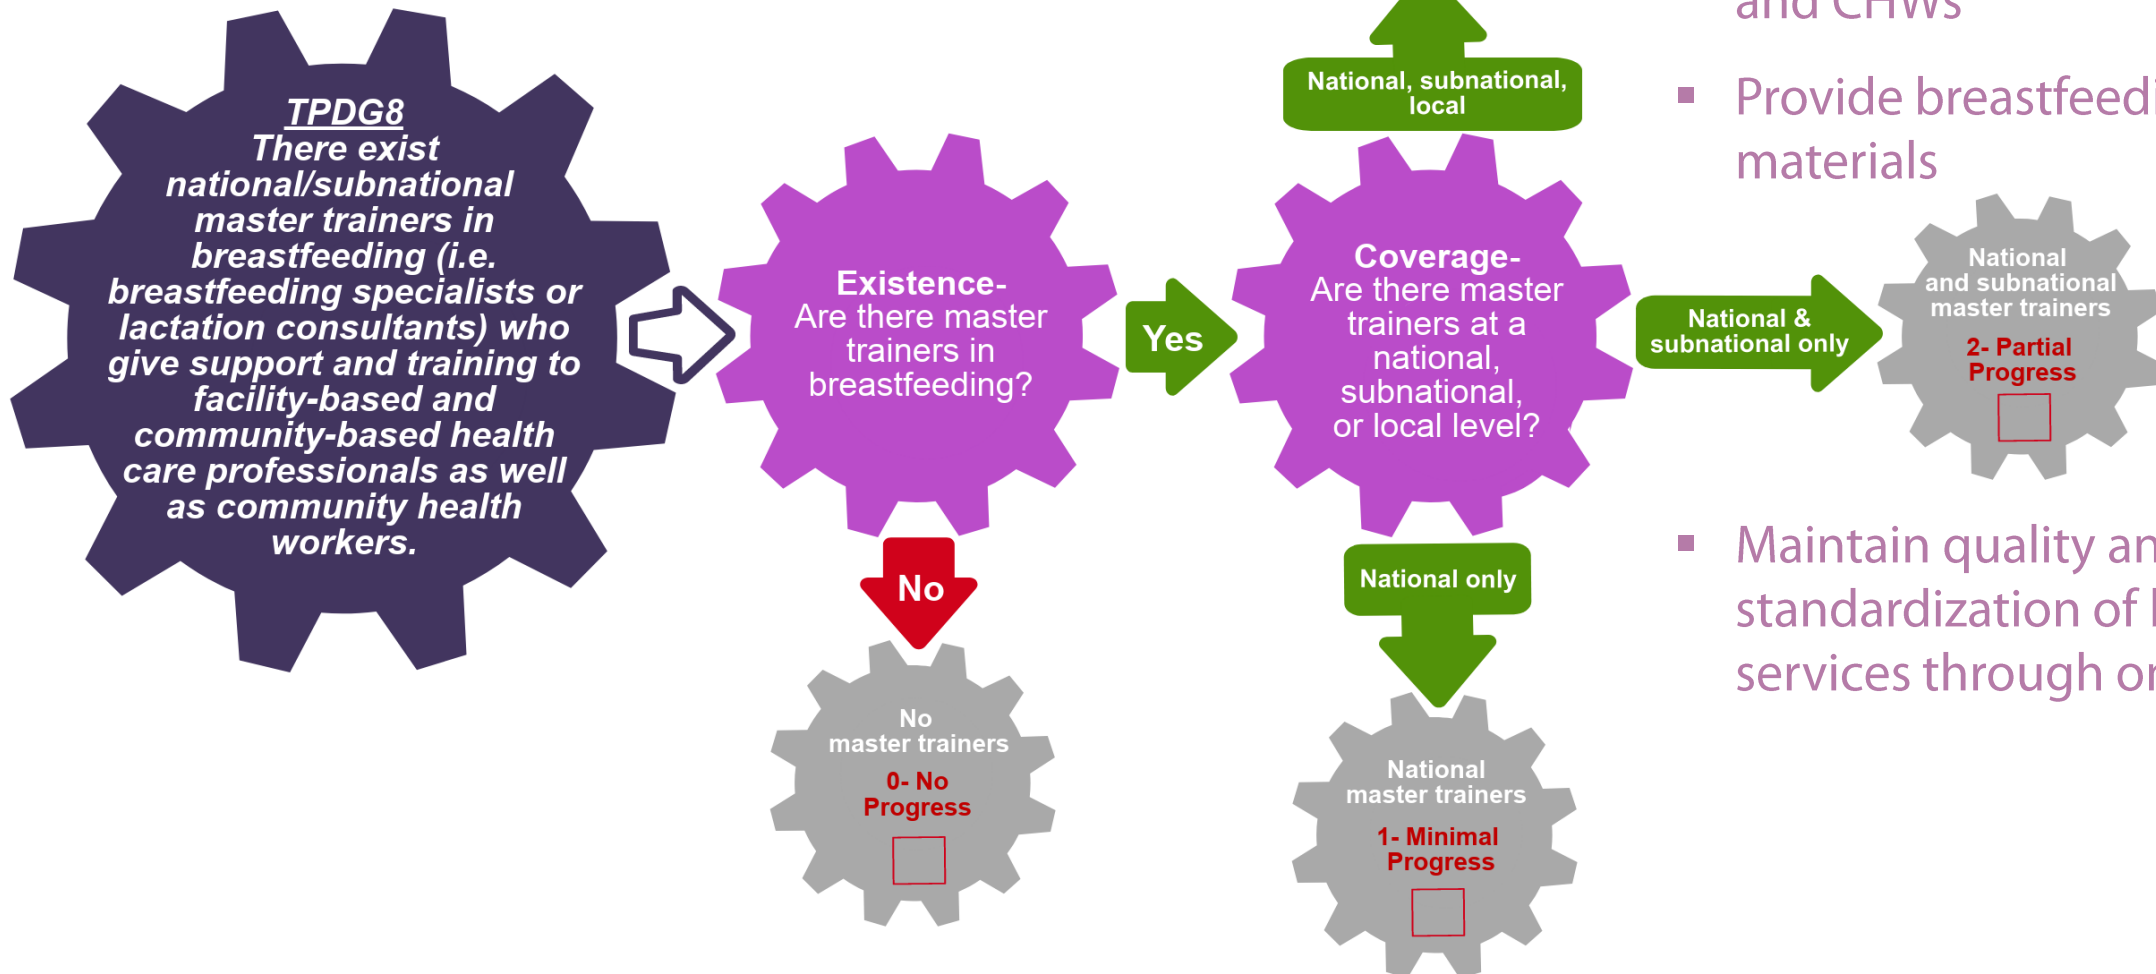 TPDG8
There exist
national/subnational
master trainers in
breastfeeding (i.e.
breastfeeding specialists or
lactation consultants) who
give support and training to
facility-based and
community-based health
care professionals as well
as community health
workers.
Existence-
Are there master
trainers in
breastfeeding?
No
No
master trainers
0- No
Progress
Yes
National, subnational,
local
Coverage-
Are there master
trainers at a
national,
subnational,
or local level?
National only
National
master trainers
1- Minimal
Progress
National &
subnational only
National
and subnational
master trainers
2- Partial
Progress
and CHWs
▪ Provide
materials
▪ Maintain quality
standardization of
services through